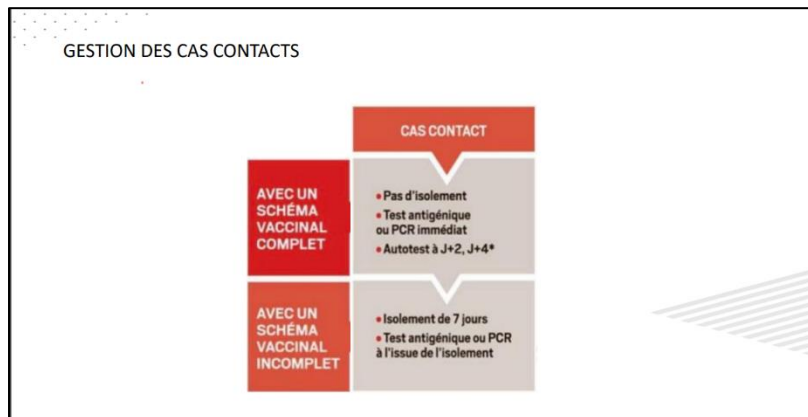 GESTION DES CAS CONTACTS
CAS CONTACT
AVEC UN
SCHÉMA
VACCINAL
COMPLET
• Pas d'isolement
• Test antigénique
ou PCR immédiat
• Autotest à J+2, J+4*
AVEC UN
SCHÉMA
VACCINAL
INCOMPLET
• Isolement de 7 jours
• Test antigénique ou PCR
à l'issue de l'isolement